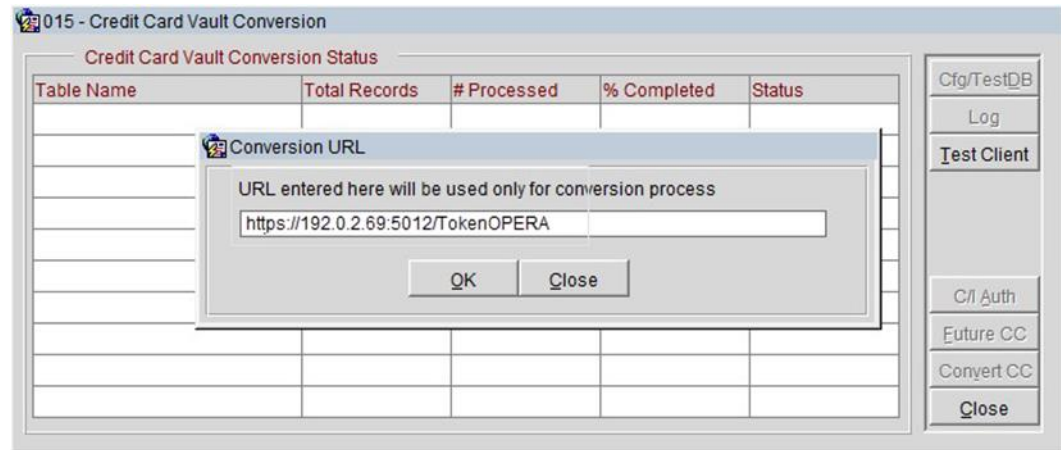 015 - Credit Card Vault Conversion
Credit Card Vault Conversion Status
Table Name Total Records # Processed % Completed Status
Cfg/TestDB
Log
Test Client
Conversion URL
URL entered here will be used only for conversion process
https://192.0.2.69:5012/TokenOPERA
OK Close
C/I Auth
Future CC
Convert CC
Close